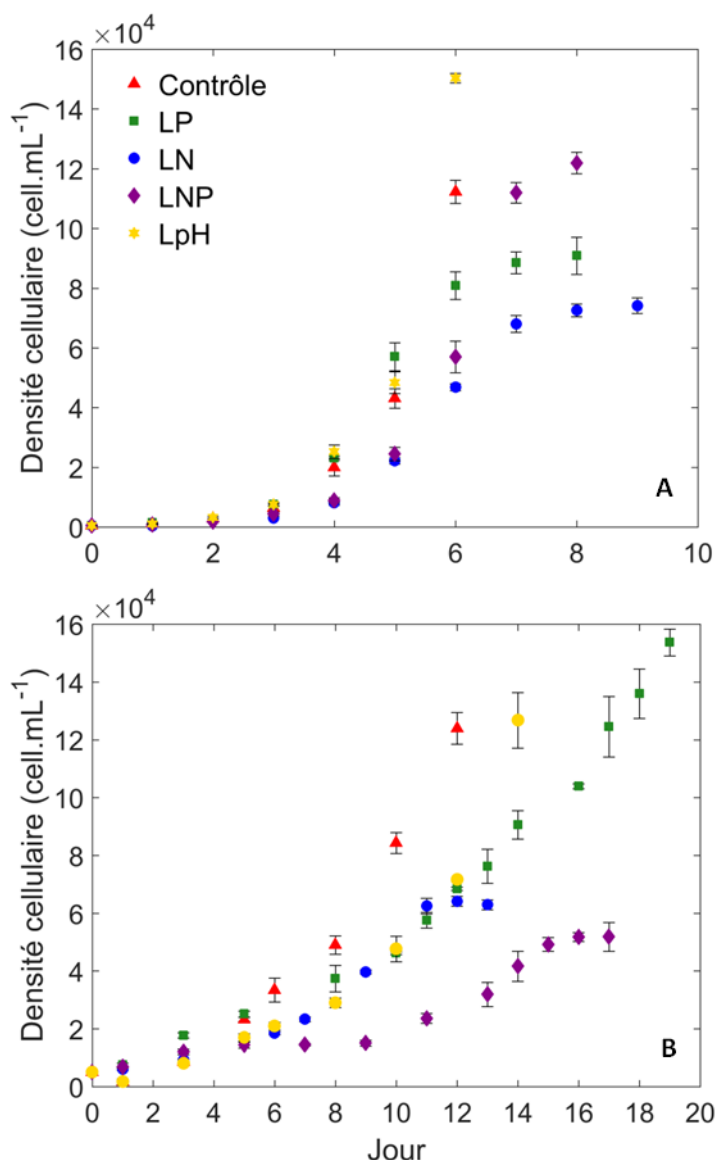 ×10⁴
16
14
12
10
8
6
4
2
0
Densité cellulaire (cell.mL⁻¹)
Contrôle
LP
LN
LNP
LpH
A
0 2 4 6 8 10
×10⁴
16
14
12
10
8
6
4
2
0
Densité cellulaire (cell.mL⁻¹)
B
0 2 4 6 8 10 12 14 16 18 20
Jour